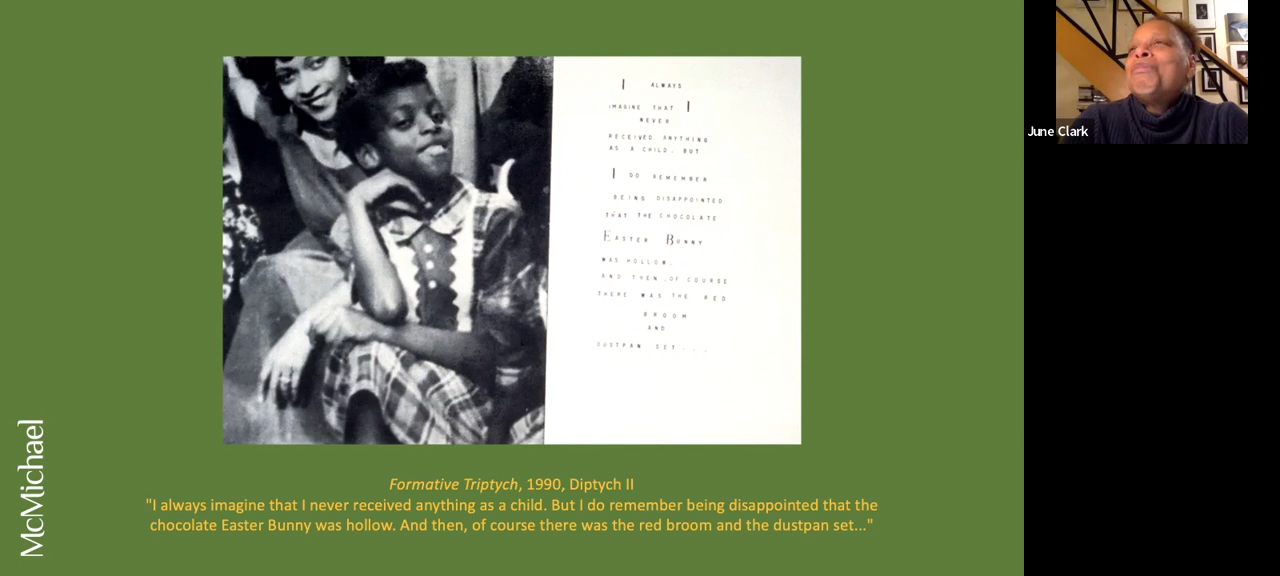 I ALWAYS
IMAGINE THAT I
NEVER
RECEIVED ANYTHING
AS A CHILD. BUT
I DO REMEMBER
BEING DISAPPOINTED
THAT THE CHOCOLATE
EASTER BUNNY
WAS HOLLOW.
AND THEN, OF COURSE
THERE WAS THE RED
BROOM
AND
DUSTPAN SET....
June Clark
McMichael
Formative Triptych, 1990, Diptych II
"I always imagine that I never received anything as a child. But I do remember being disappointed that the
chocolate Easter Bunny was hollow. And then, of course there was the red broom and the dustpan set..."